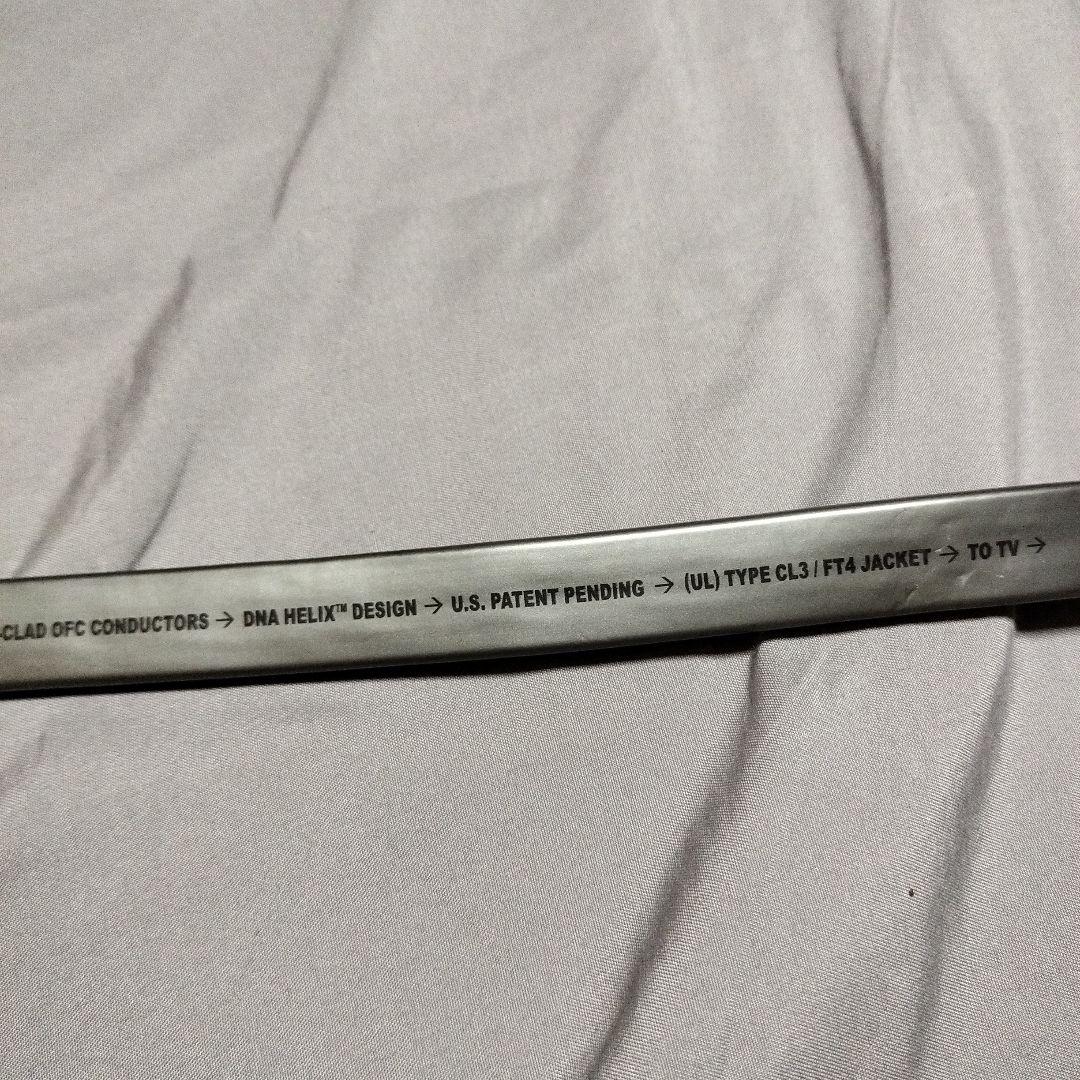 -CLAD OFC CONDUCTORS → DNA HELIX™ DESIGN → U.S. PATENT PENDING → (UL) TYPE CL3 / FT4 JACKET → TO TV →